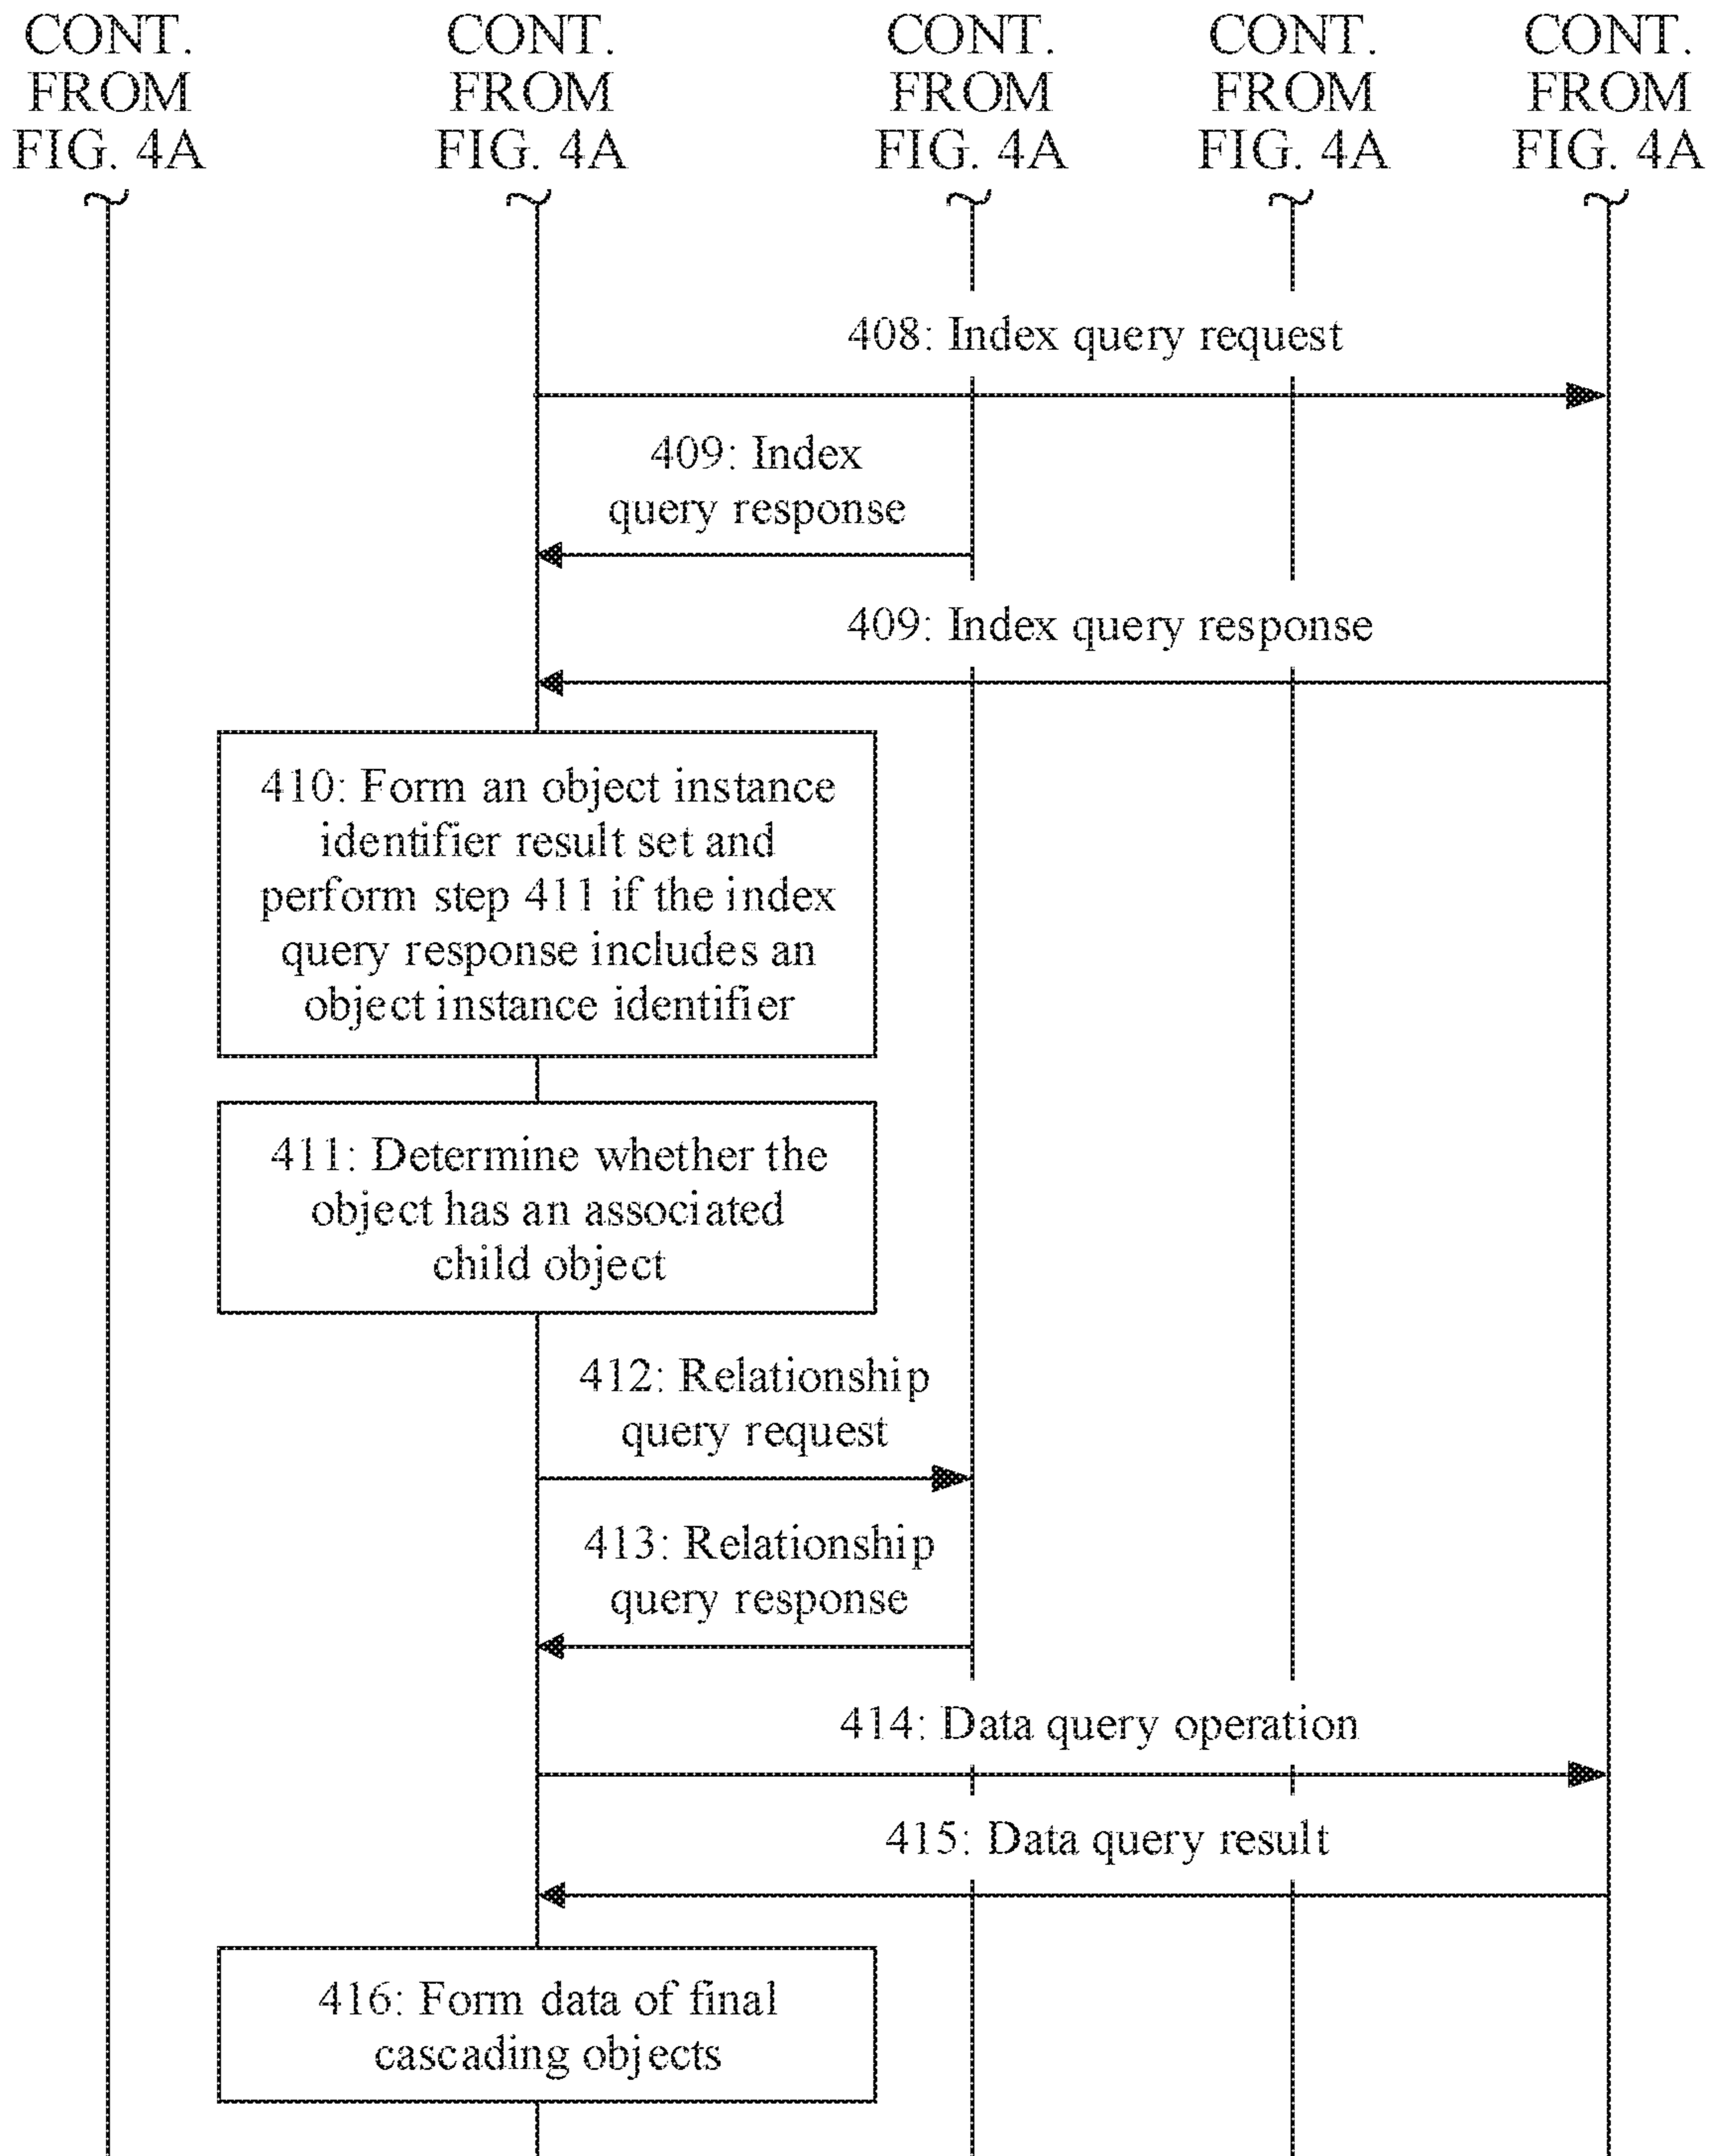 CONT.
FROM
FIG. 4A
CONT.
FROM
FIG. 4A
CONT.
FROM
FIG. 4A
CONT.
FROM
FIG. 4A
CONT.
FROM
FIG. 4A
408: Index query request
409: Index
query response
409: Index query response
410: Form an object instance
identifier result set and
perform step 411 if the index
query response includes an
object instance identifier
411: Determine whether the
object has an associated
child object
412: Relationship
query request
413: Relationship
query response
414: Data query operation
415: Data query result
416: Form data of final
cascading objects